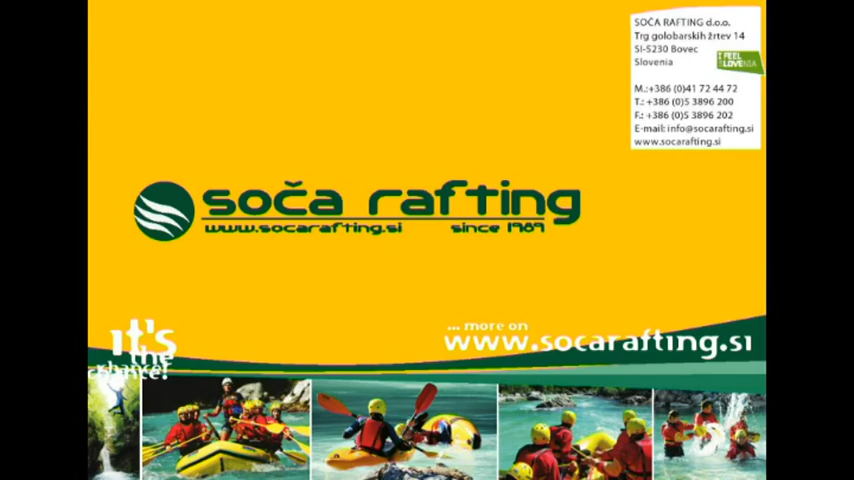 SOČA RAFTING d.o.o.
Trg golobarskih žrtev 14
SI-5230 Bovec
Slovenia
I FEEL
SLOVENIA
M.:+386 (0)41 72 44 72
T.: +386 (0)5 3896 200
F.: +386 (0)5 3896 202
E-mail: info@socarafting.si
www.socarafting.si
soča rafting
www.socarafting.si since 1989
... more on
www.socarafting.si
it's
the
chance!